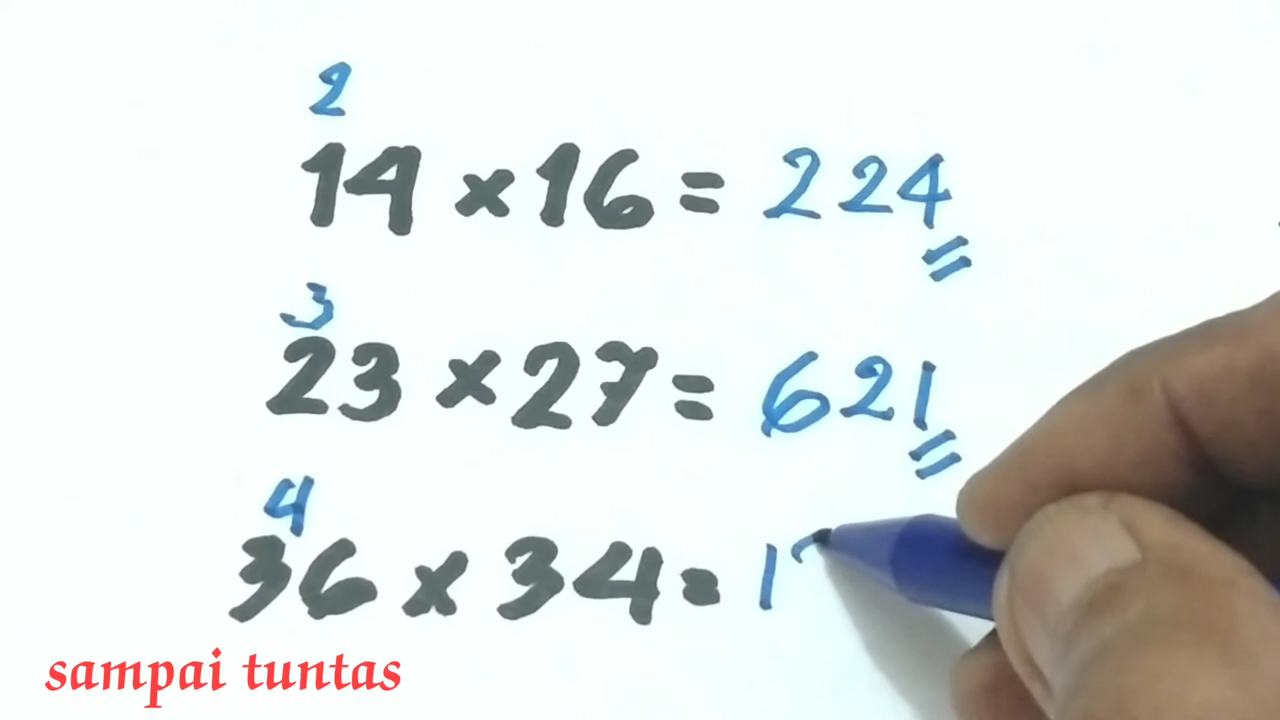 2
14 × 16 = 224
3
23 × 27 = 621
4
36 × 34 = 1
sampai tuntas